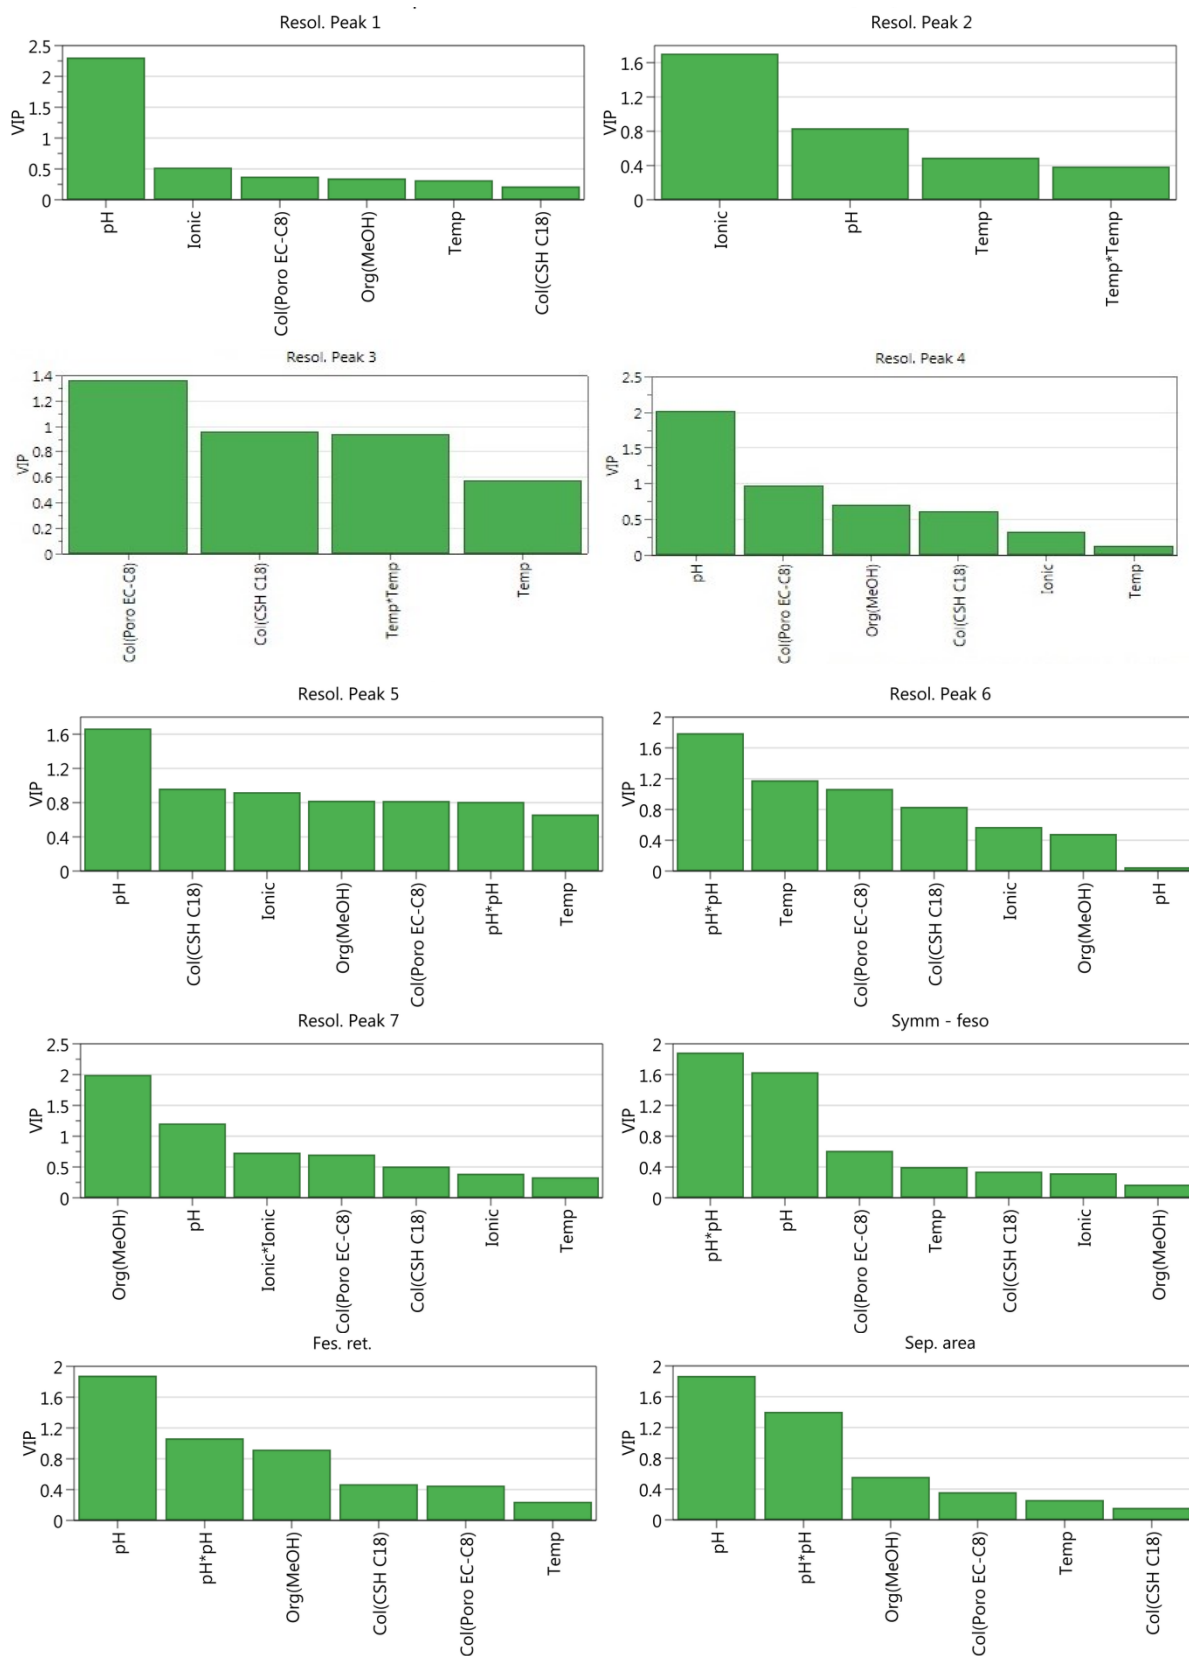 Resol. Peak 1
VIP
2.5
2
1.5
1
0.5
0
pH
Ionic
Col(Poro EC-C8)
Org(MeOH)
Temp
Col(CSH C18)
Resol. Peak 2
VIP
1.6
1.2
0.8
0.4
0
Ionic
pH
Temp
Temp*Temp
Resol. Peak 3
VIP
1.4
1.2
1
0.8
0.6
0.4
0.2
0
Col(Poro EC-C8)
Col(CSH C18)
Temp*Temp
Temp
Resol. Peak 4
VIP
2.5
2
1.5
1
0.5
0
pH
Col(Poro EC-C8)
Org(MeOH)
Col(CSH C18)
Ionic
Temp
Resol. Peak 5
VIP
1.6
1.2
0.8
0.4
0
pH
Col(CSH C18)
Ionic
Org(MeOH)
Col(Poro EC-C8)
pH*pH
Temp
Resol. Peak 6
VIP
2
1.6
1.2
0.8
0.4
0
pH*pH
Temp
Col(Poro EC-C8)
Col(CSH C18)
Ionic
Org(MeOH)
pH
Resol. Peak 7
VIP
2.5
2
1.5
1
0.5
0
Org(MeOH)
pH
Ionic*Ionic
Col(Poro EC-C8)
Col(CSH C18)
Ionic
Temp
Symm - feso
VIP
2
1.6
1.2
0.8
0.4
0
pH*pH
pH
Col(Poro EC-C8)
Temp
Col(CSH C18)
Ionic
Org(MeOH)
Fes. ret.
VIP
2
1.6
1.2
0.8
0.4
0
pH
pH*pH
Org(MeOH)
Col(CSH C18)
Col(Poro EC-C8)
Temp
Sep. area
VIP
2
1.6
1.2
0.8
0.4
0
pH
pH*pH
Org(MeOH)
Col(Poro EC-C8)
Temp
Col(CSH C18)